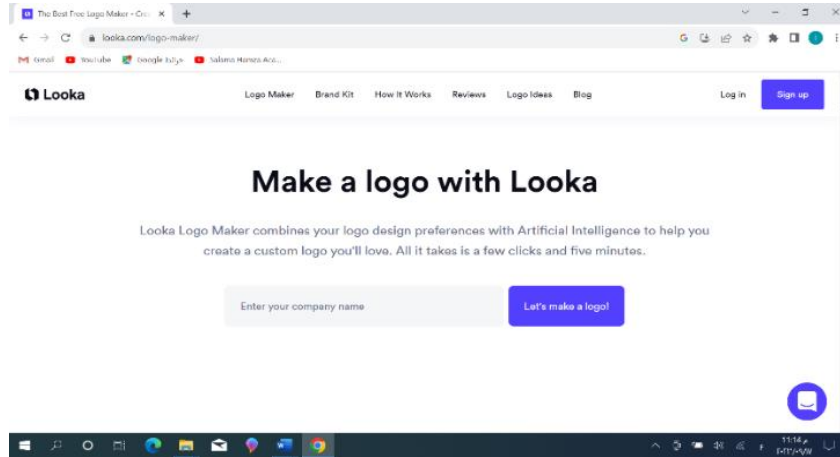 The Best Free Logo Maker - Cre
looka.com/logo-maker/
Gmail YouTube Google
Looka
Logo Maker Brand Kit How It Works Reviews Logo Ideas Blog Log in Sign up
Make a logo with Looka
Looka Logo Maker combines your logo design preferences with Artificial Intelligence to help you
create a custom logo you'll love. All it takes is a few clicks and five minutes.
Enter your company name Let's make a logo!
11:14 م